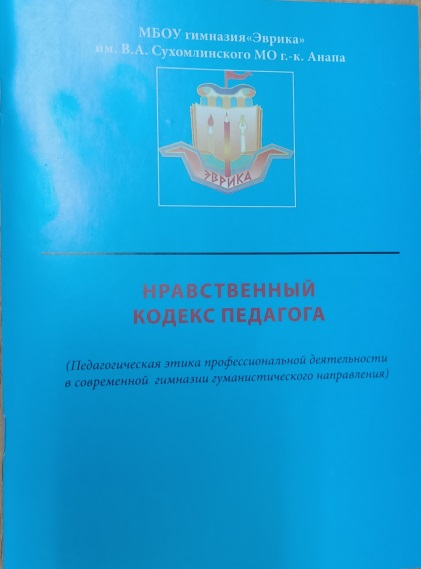 МБОУ гимназия«Эврика»
им. В.А. Сухомлинского МО г.-к. Анапа
ЭВРИКА
НРАВСТВЕННЫЙ
КОДЕКС ПЕДАГОГА
(Педагогическая этика профессиональной деятельности
в современной гимназии гуманистического направления)